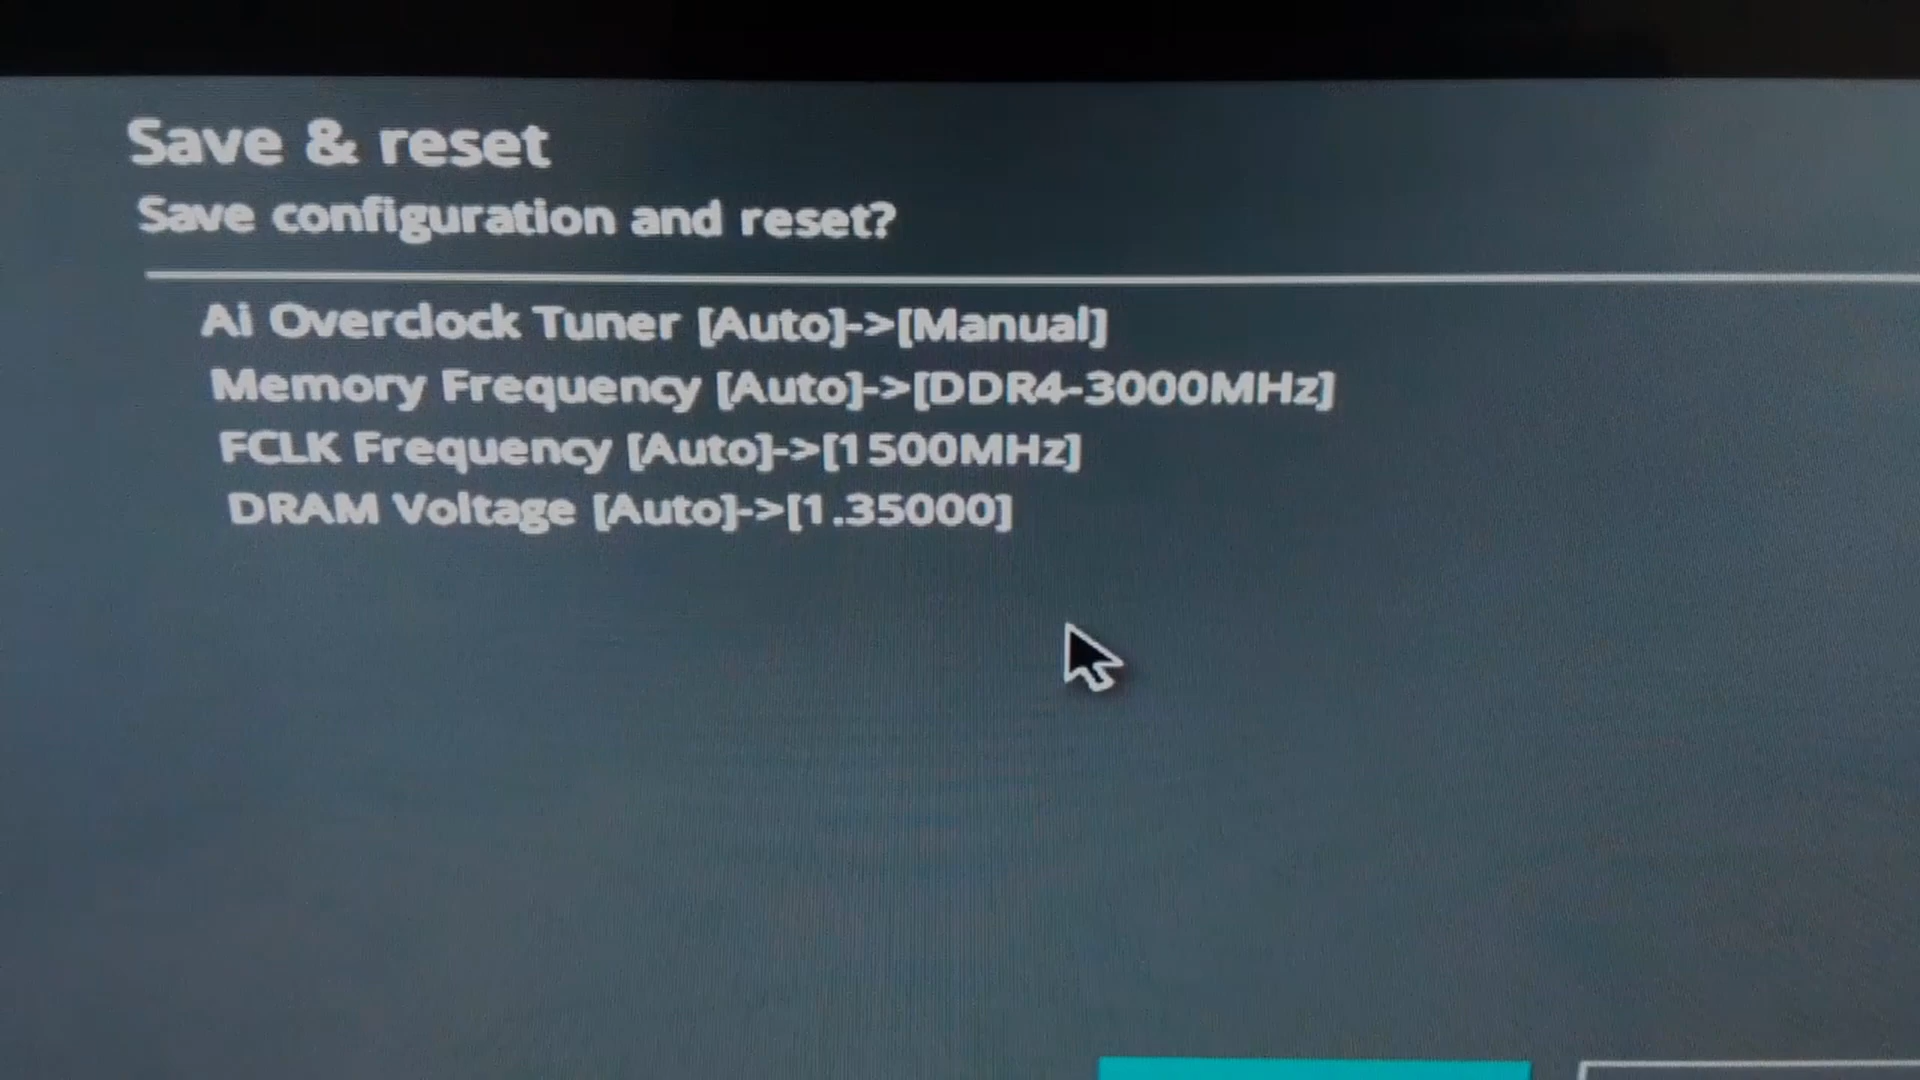 Save & reset
Save configuration and reset?
Ai Overclock Tuner [Auto]->[Manual]
Memory Frequency [Auto]->[DDR4-3000MHz]
FCLK Frequency [Auto]->[1500MHz]
DRAM Voltage [Auto]->[1.35000]